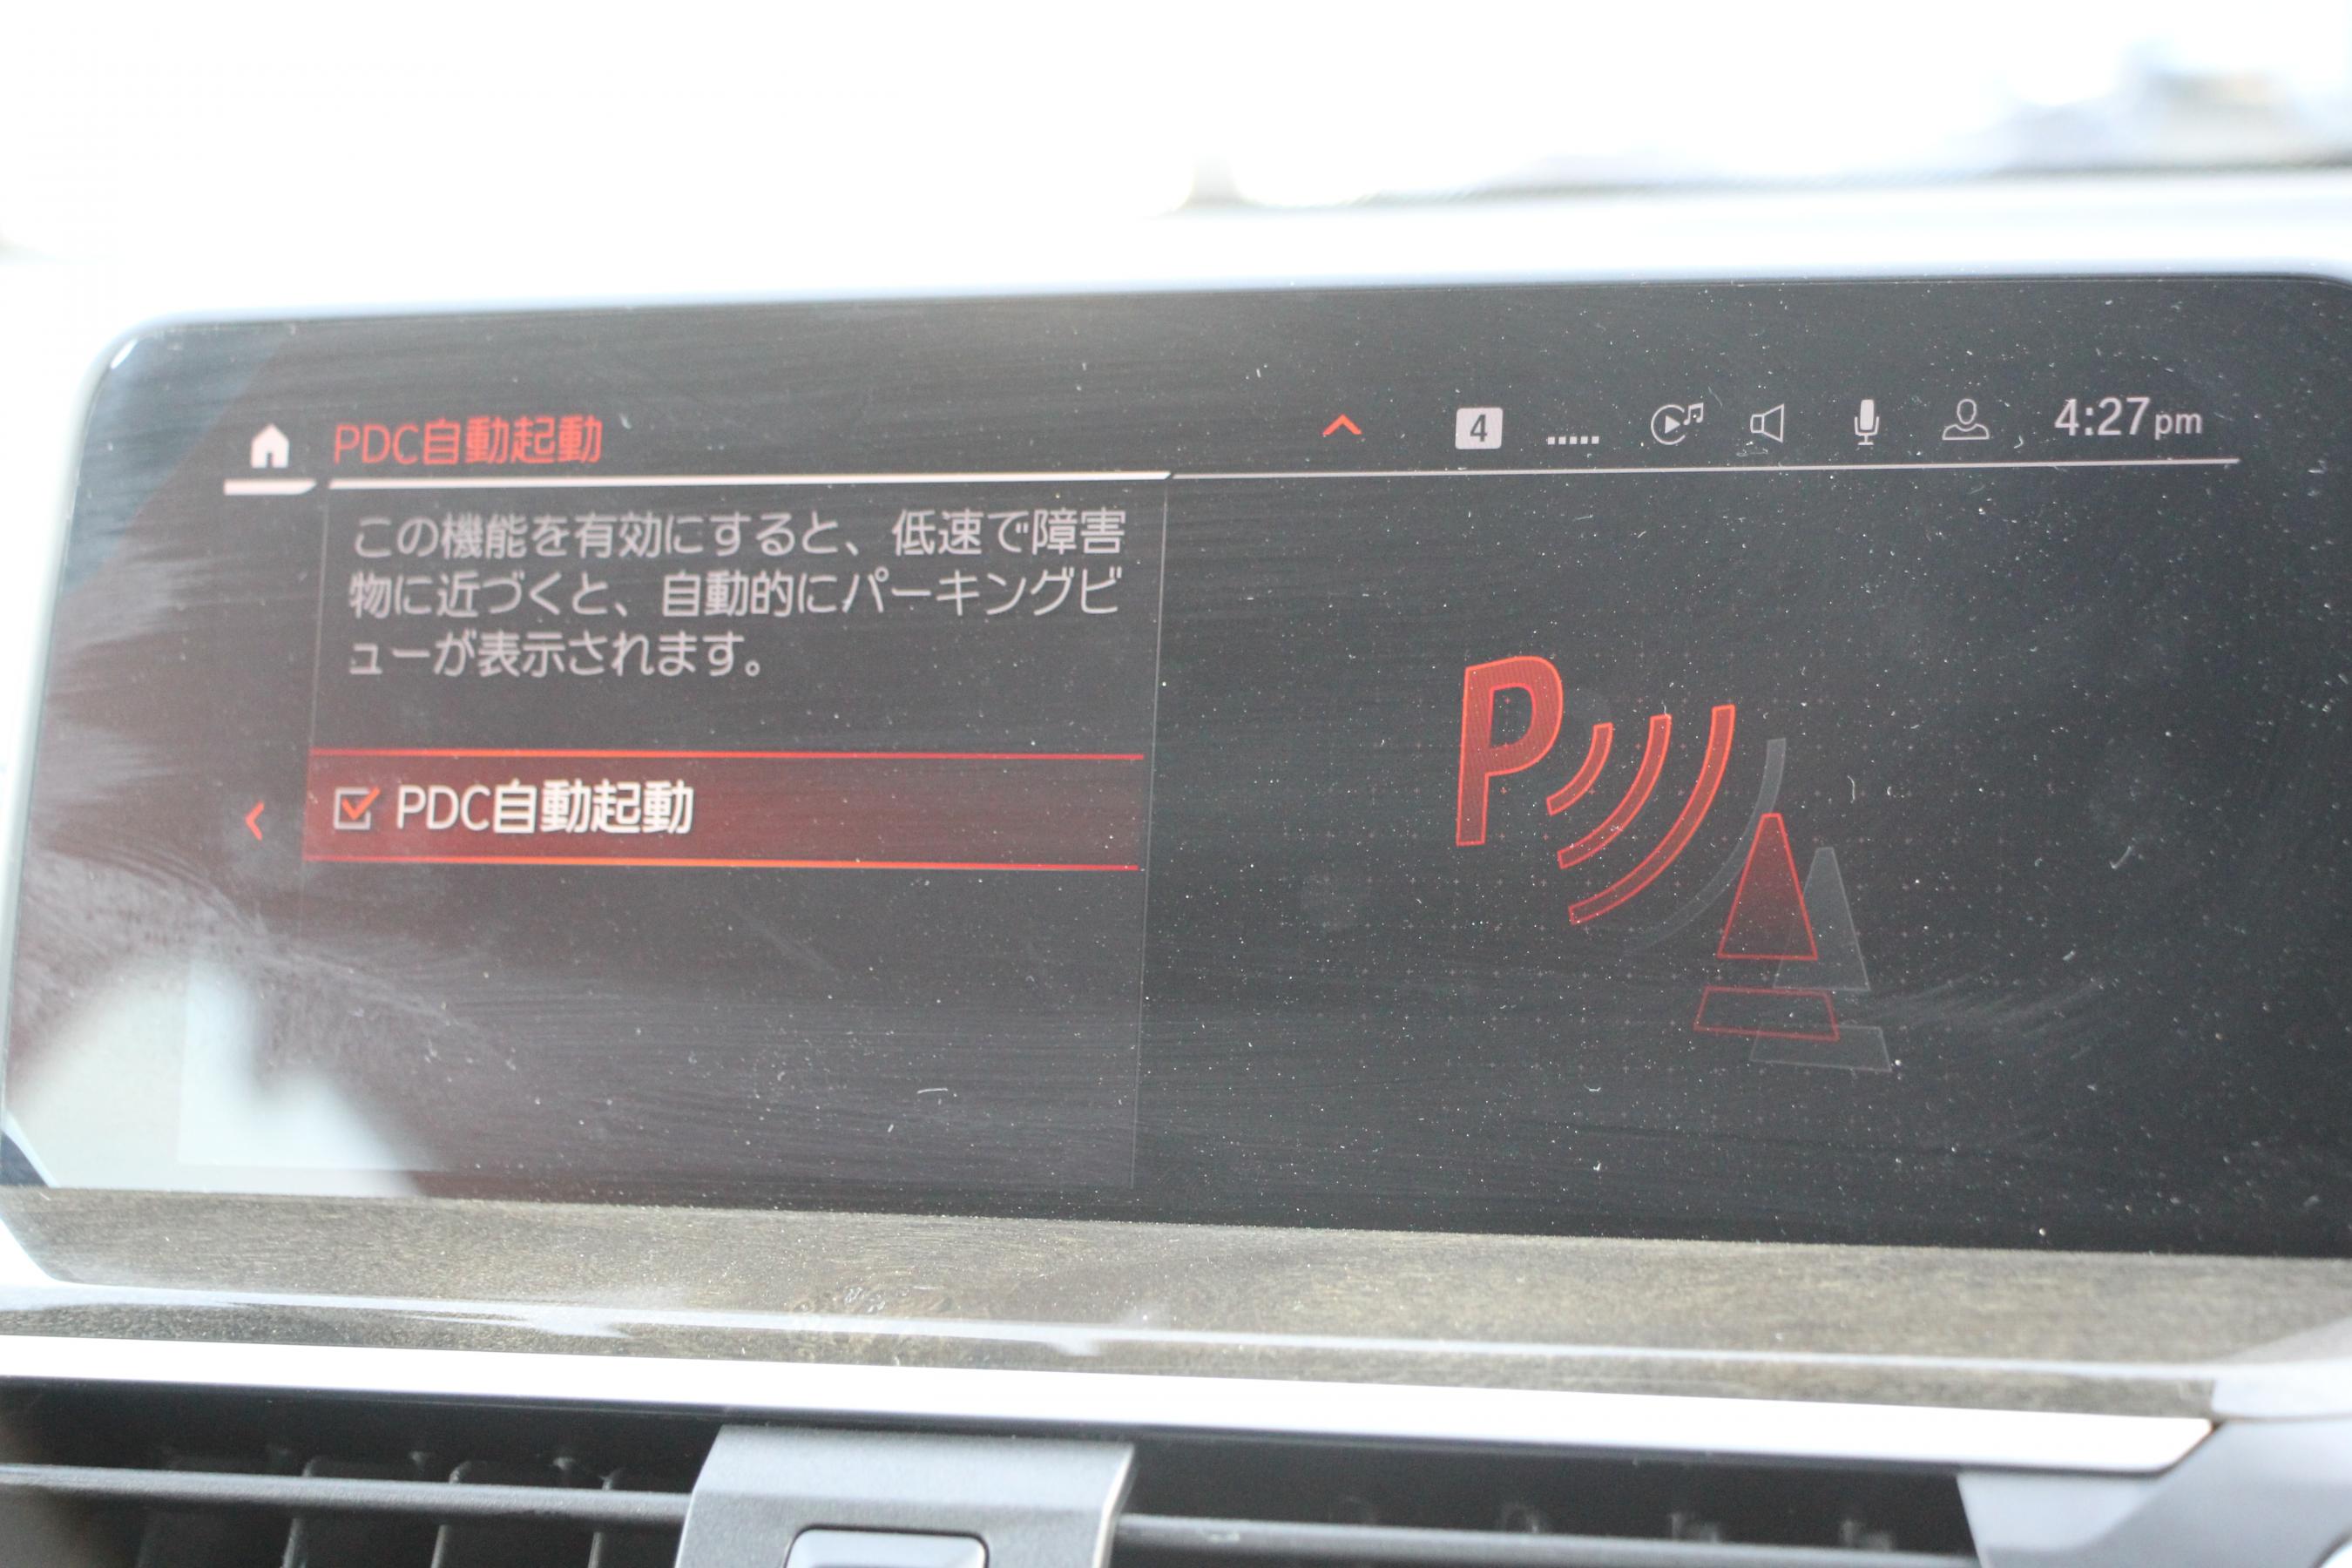 PDC自動起動
4
4:27pm
この機能を有効にすると、低速で障害
物に近づくと、自動的にパーキングビ
ューが表示されます。
PDC自動起動
P